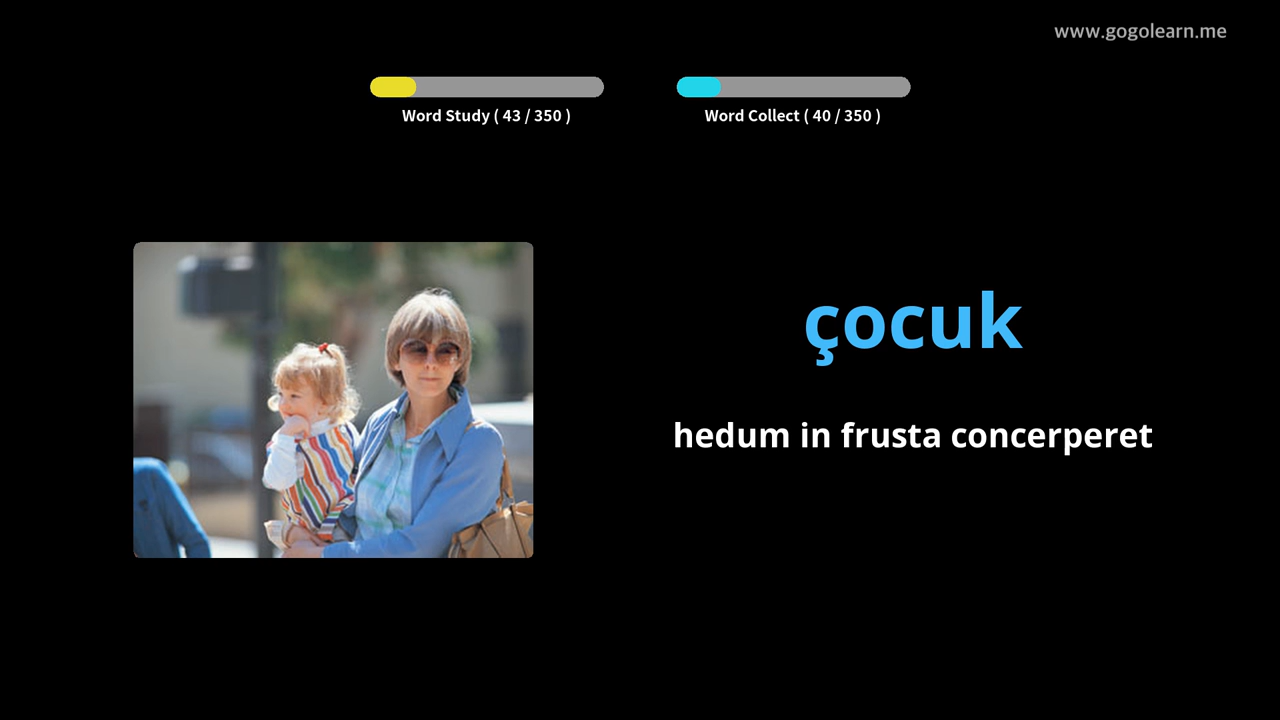 www.gogolearn.me
Word Study ( 43 / 350 )
Word Collect ( 40 / 350 )
çocuk
hedum in frusta concerperet